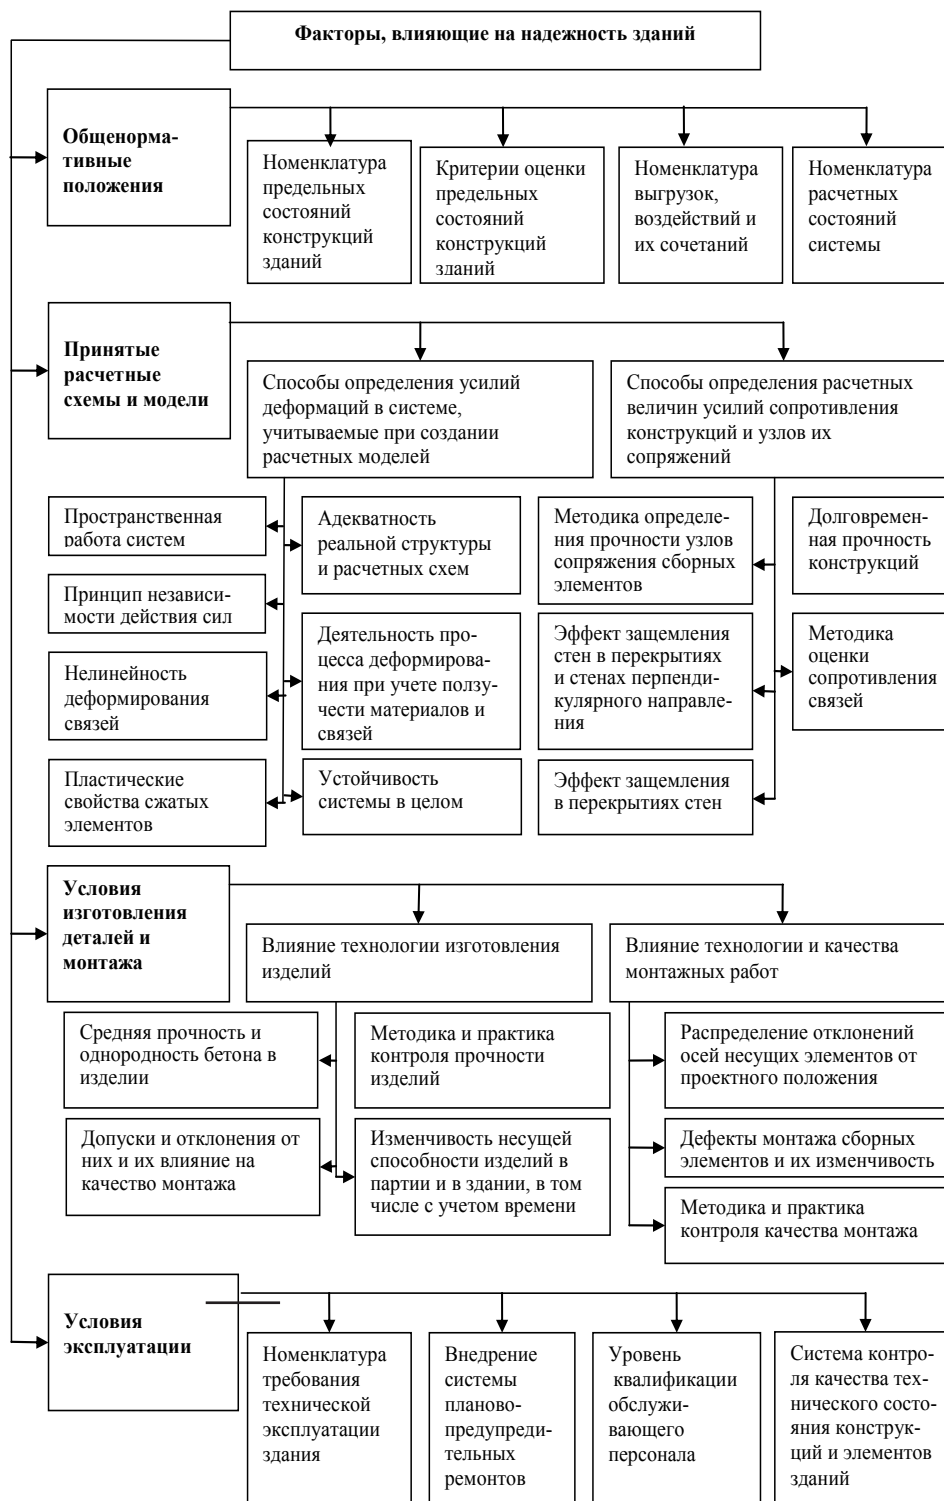 Факторы, влияющие на надежность зданий
Общенорма-
тивные
положения
Номенклатура
предельных
состояний
конструкций
зданий
Критерии оценки
предельных
состояний
конструкций
зданий
Номенклатура
выгрузок,
воздействий и
их сочетаний
Номенклатура
расчетных
состояний
системы
Принятые
расчетные
схемы и модели
Способы определения усилий
деформаций в системе,
учитываемые при создании
расчетных моделей
Способы определения расчетных
величин усилий сопротивления
конструкций и узлов их
сопряжений
Пространственная
работа систем
Адекватность
реальной структуры
и расчетных схем
Методика определе-
ния прочности узлов
сопряжения сборных
элементов
Долговремен-
ная прочность
конструкций
Принцип независи-
мости действия сил
Деятельность про-
цесса деформирова-
ния при учете ползу-
чести материалов и
связей
Эффект защемления
стен в перекрытиях
и стенах перпенди-
кулярного направле-
ния
Методика
оценки
сопротивления
связей
Нелинейность
деформирования
связей
Пластические
свойства сжатых
элементов
Устойчивость
системы в целом
Эффект защемления
в перекрытиях стен
Условия
изготовления
деталей и
монтажа
Влияние технологии изготовления
изделий
Влияние технологии и качества
монтажных работ
Средняя прочность и
однородность бетона в
изделии
Методика и практика
контроля прочности
изделий
Распределение отклонений
осей несущих элементов от
проектного положения
Допуски и отклонения от
них и их влияние на
качество монтажа
Изменчивость несущей
способности изделий в
партии и в здании, в том
числе с учетом времени
Дефекты монтажа сборных
элементов и их изменчивость
Методика и практика
контроля качества монтажа
Условия
эксплуатации
Номенклатура
требования
технической
эксплуатации
здания
Внедрение
системы
планово-
предупреди-
тельных
ремонтов
Уровень
квалификации
обслужи-
вающего
персонала
Система контро-
ля качества тех-
нического состо-
яния конструк-
ций и элементов
зданий